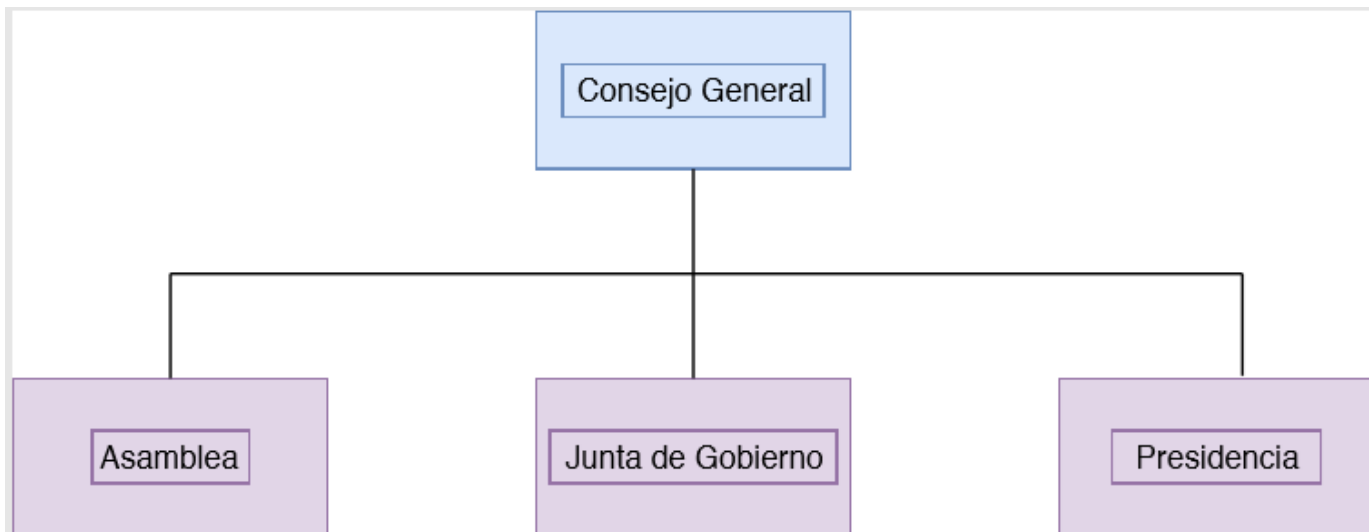 Consejo General
Asamblea
Junta de Gobierno
Presidencia